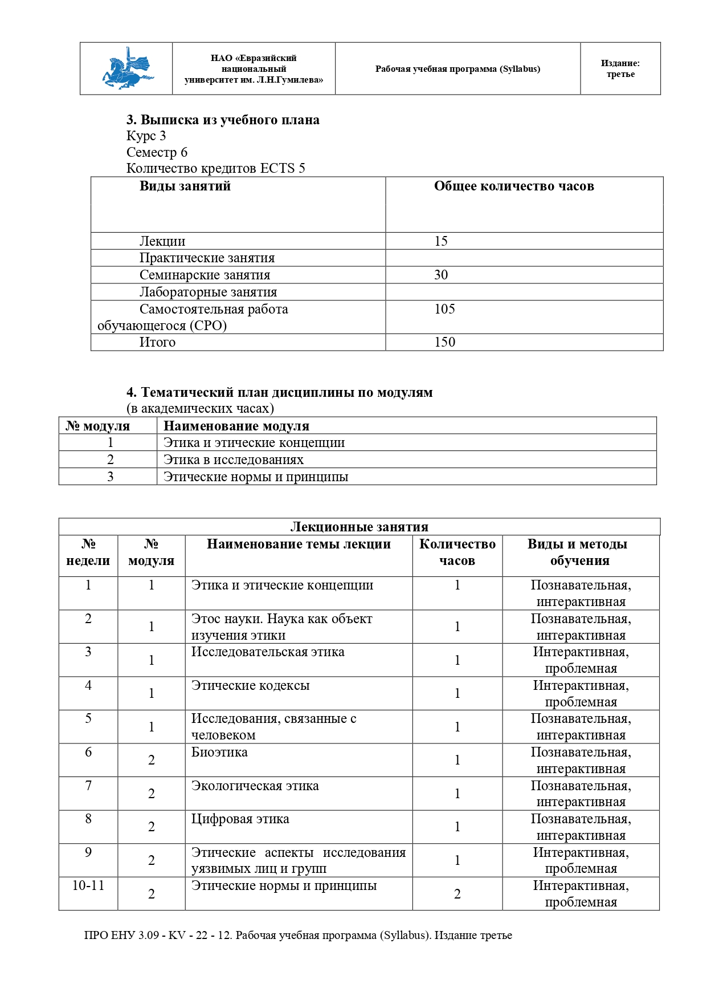 НАО «Евразийский
национальный
университет им. Л.Н.Гумилева»
Рабочая учебная программа (Syllabus)
Издание:
третье
3. Выписка из учебного плана
Курс 3
Семестр 6
Количество кредитов ECTS 5
Виды занятий Общее количество часов
Лекции 15
Практические занятия
Семинарские занятия 30
Лабораторные занятия
Самостоятельная работа 105
обучающегося (СРО)
Итого 150
4. Тематический план дисциплины по модулям
(в академических часах)
№ модуля Наименование модуля
1 Этика и этические концепции
2 Этика в исследованиях
3 Этические нормы и принципы
Лекционные занятия
№ № Наименование темы лекции Количество Виды и методы
недели модуля часов обучения
1 1 Этика и этические концепции 1 Познавательная,
интерактивная
2 1 Этос науки. Наука как объект 1 Познавательная,
изучения этики интерактивная
3 1 Исследовательская этика 1 Интерактивная,
проблемная
4 1 Этические кодексы 1 Интерактивная,
проблемная
5 1 Исследования, связанные с 1 Познавательная,
человеком интерактивная
6 2 Биоэтика 1 Познавательная,
интерактивная
7 2 Экологическая этика 1 Познавательная,
интерактивная
8 2 Цифровая этика 1 Познавательная,
интерактивная
9 2 Этические аспекты исследования 1 Интерактивная,
уязвимых лиц и групп проблемная
10-11 2 Этические нормы и принципы 2 Интерактивная,
проблемная
ПРО ЕНУ 3.09 - KV - 22 - 12. Рабочая учебная программа (Syllabus). Издание третье